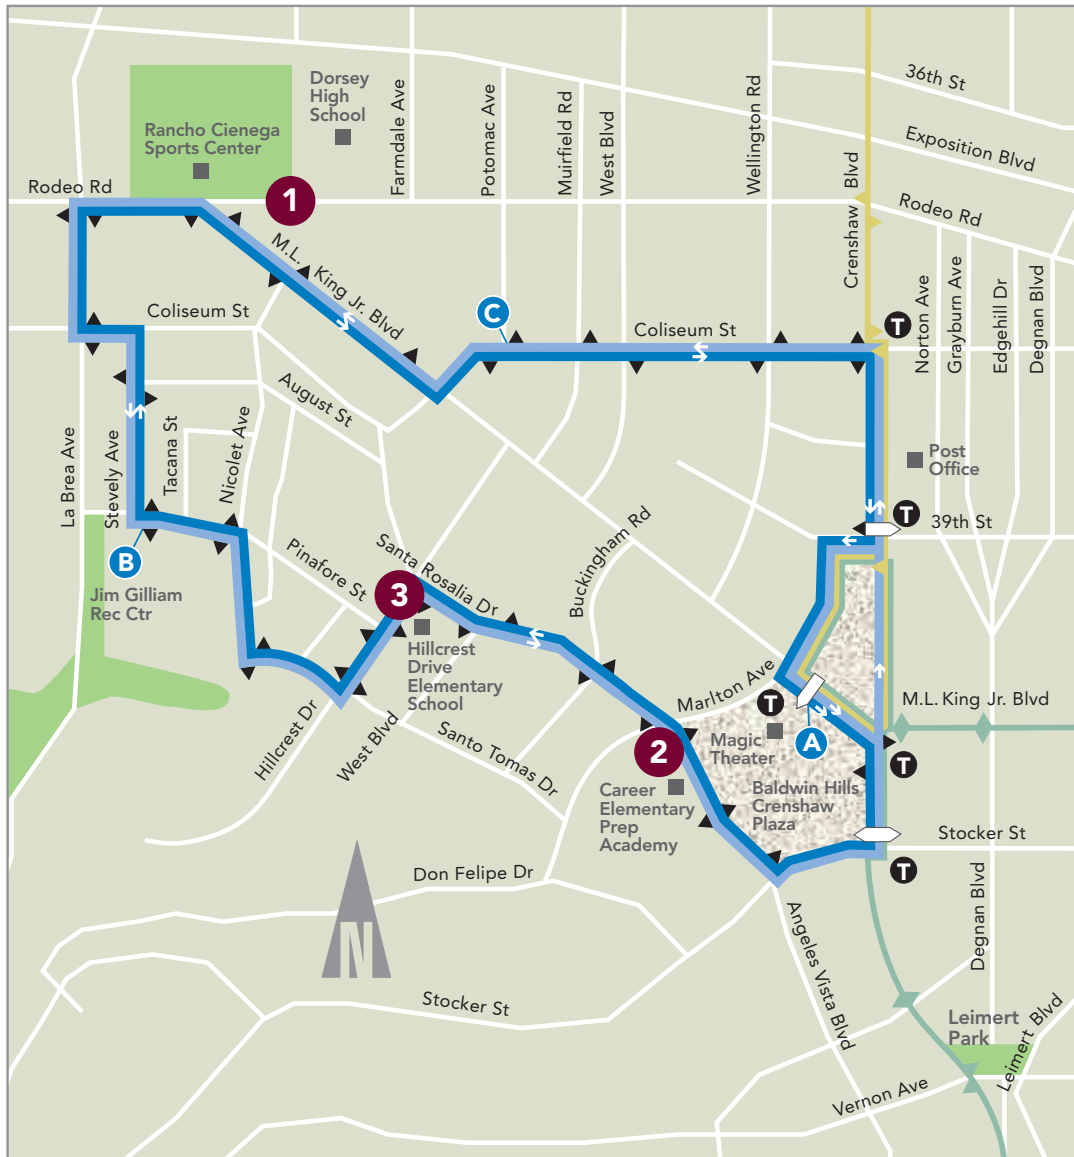 36th St
Exposition Blvd
Rodeo Rd
Dorsey
High
School
Rancho Cienega
Sports Center
Rodeo Rd
Farmdale Ave
Potomac Ave
Muirfield Rd
West Blvd
Wellington Rd
Crenshaw Blvd
1
M.L. King Jr. Blvd
Coliseum St
C
Coliseum St
T
Norton Ave
Grayburn Ave
Edgehill Dr
Degnan Blvd
August St
La Brea Ave
Stevely Ave
Tacana St
Nicolet Ave
Post
Office
T
39th St
B
Jim Gilliam
Rec Ctr
Pinafore St
Santa Rosalia Dr
Buckingham Rd
3
Hillcrest
Drive
Elementary
School
Marlton Ave
T
M.L. King Jr. Blvd
Magic
Theater
A
T
Hillcrest Dr
West Blvd
Santo Tomas Dr
2
Career
Elementary
Prep
Academy
Baldwin Hills
Crenshaw
Plaza
Stocker St
T
Don Felipe Dr
N
Angeles Vista Blvd
Degnan Blvd
Stocker St
Leimert
Park
Leimert Blvd
Vernon Ave